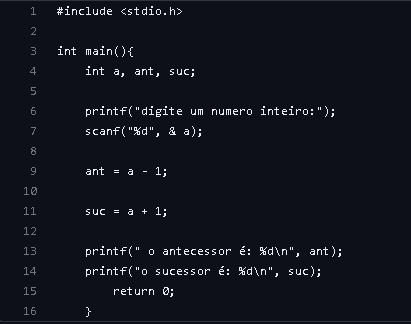 1 #include <stdio.h>
2
3 int main(){
4 int a, ant, suc;
5
6 printf("digite um numero inteiro:");
7 scanf("%d", & a);
8
9 ant = a - 1;
10
11 suc = a + 1;
12
13 printf(" o antecessor é: %d\n", ant);
14 printf("o sucessor é: %d\n", suc);
15 return 0;
16 }